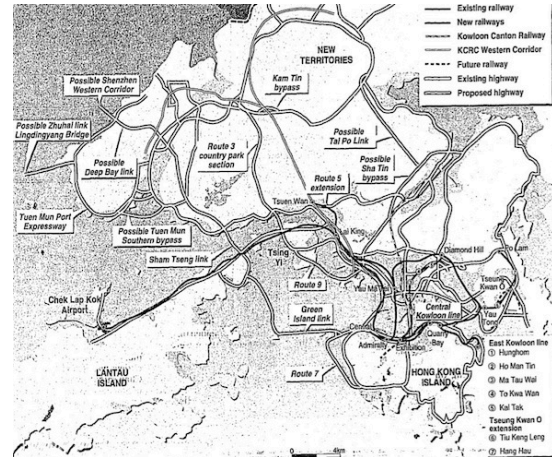 Existing railway
New railways
Kowloon Canton Railway
KCRC Western Corridor
Future railway
Existing highway
Proposed highway
NEW
TERRITORIES
Possible Shenzhen
Western Corridor
Kam Tin
bypass
Possible Zhuhai link
Lingdingyang Bridge
Possible
Deep Bay link
Route 3
country park
section
Possible
Tai Po Link
Possible
Sha Tin
bypass
Route 5
extension
Tsuen Wan
Tuen Mun Port
Expressway
Possible Tuen Mun
Southern bypass
Lai King
Sham Tseng link
Tsing
Yi
Diamond Hill
Po Lam
Route 9
Yau Ma Tei
Tseung
Kwan O
Chek Lap Kok
Airport
Green
Island link
Central
Kowloon line
Yau
Tong
Central
Quarry
Bay
Admiralty
Exhibition
East Kowloon line
① Hunghom
② Ho Man Tin
③ Ma Tau Wai
④ To Kwa Wan
⑤ Kai Tak
Tseung Kwan O
extension
⑥ Tiu Keng Leng
⑦ Hang Hau
LANTAU
ISLAND
Route 7
HONG KONG
ISLAND
0 4km